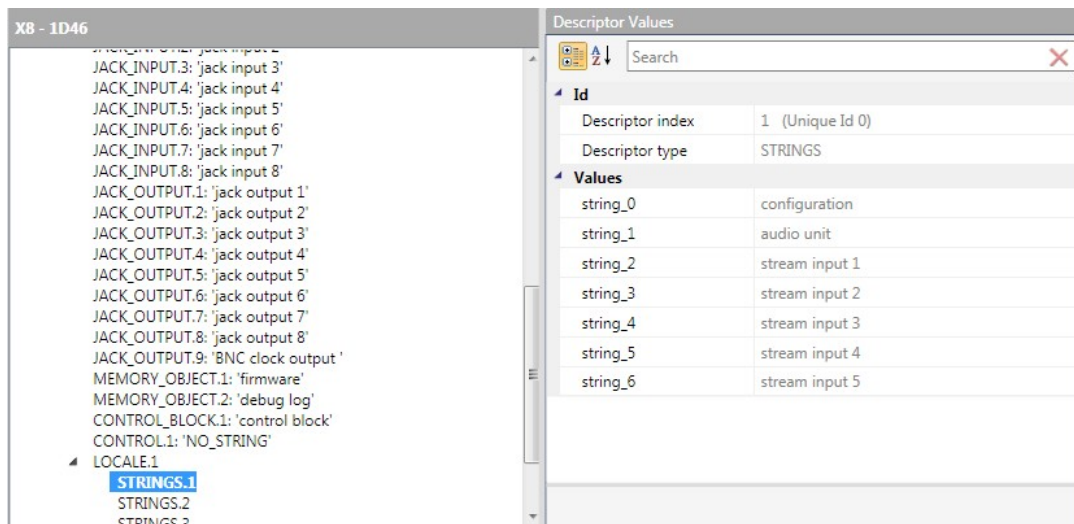 X8 - 1D46
JACK_INPUT.2: 'jack input 2'
JACK_INPUT.3: 'jack input 3'
JACK_INPUT.4: 'jack input 4'
JACK_INPUT.5: 'jack input 5'
JACK_INPUT.6: 'jack input 6'
JACK_INPUT.7: 'jack input 7'
JACK_INPUT.8: 'jack input 8'
JACK_OUTPUT.1: 'jack output 1'
JACK_OUTPUT.2: 'jack output 2'
JACK_OUTPUT.3: 'jack output 3'
JACK_OUTPUT.4: 'jack output 4'
JACK_OUTPUT.5: 'jack output 5'
JACK_OUTPUT.6: 'jack output 6'
JACK_OUTPUT.7: 'jack output 7'
JACK_OUTPUT.8: 'jack output 8'
JACK_OUTPUT.9: 'BNC clock output '
MEMORY_OBJECT.1: 'firmware'
MEMORY_OBJECT.2: 'debug log'
CONTROL_BLOCK.1: 'control block'
CONTROL.1: 'NO_STRING'
LOCALE.1
STRINGS.1
STRINGS.2
STRINGS.3
Descriptor Values
A Z Search
Id
Descriptor index 1 (Unique Id 0)
Descriptor type STRINGS
Values
string_0 configuration
string_1 audio unit
string_2 stream input 1
string_3 stream input 2
string_4 stream input 3
string_5 stream input 4
string_6 stream input 5